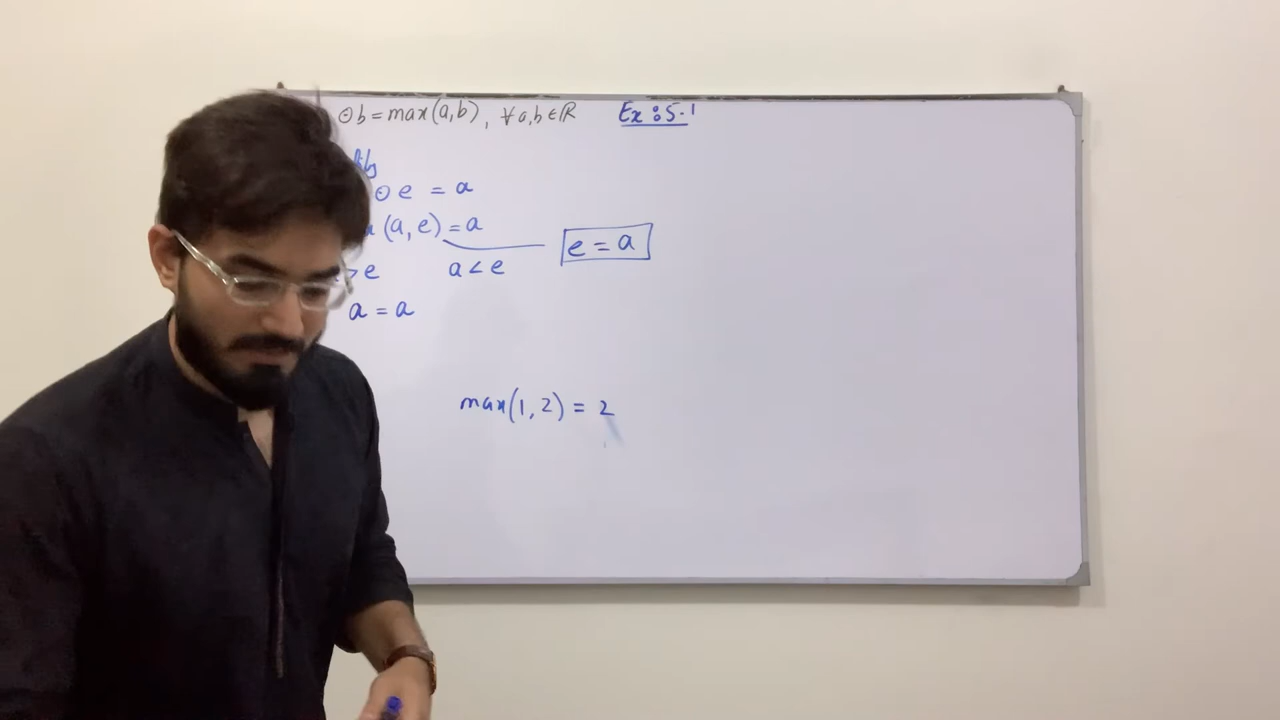 ⊙ b = max(a,b), ∀ a,b ∈ ℝ Ex : 5.1
⊙ e = a
(a, e) = a
e = a
> e a < e
a = a
max(1, 2) = 2